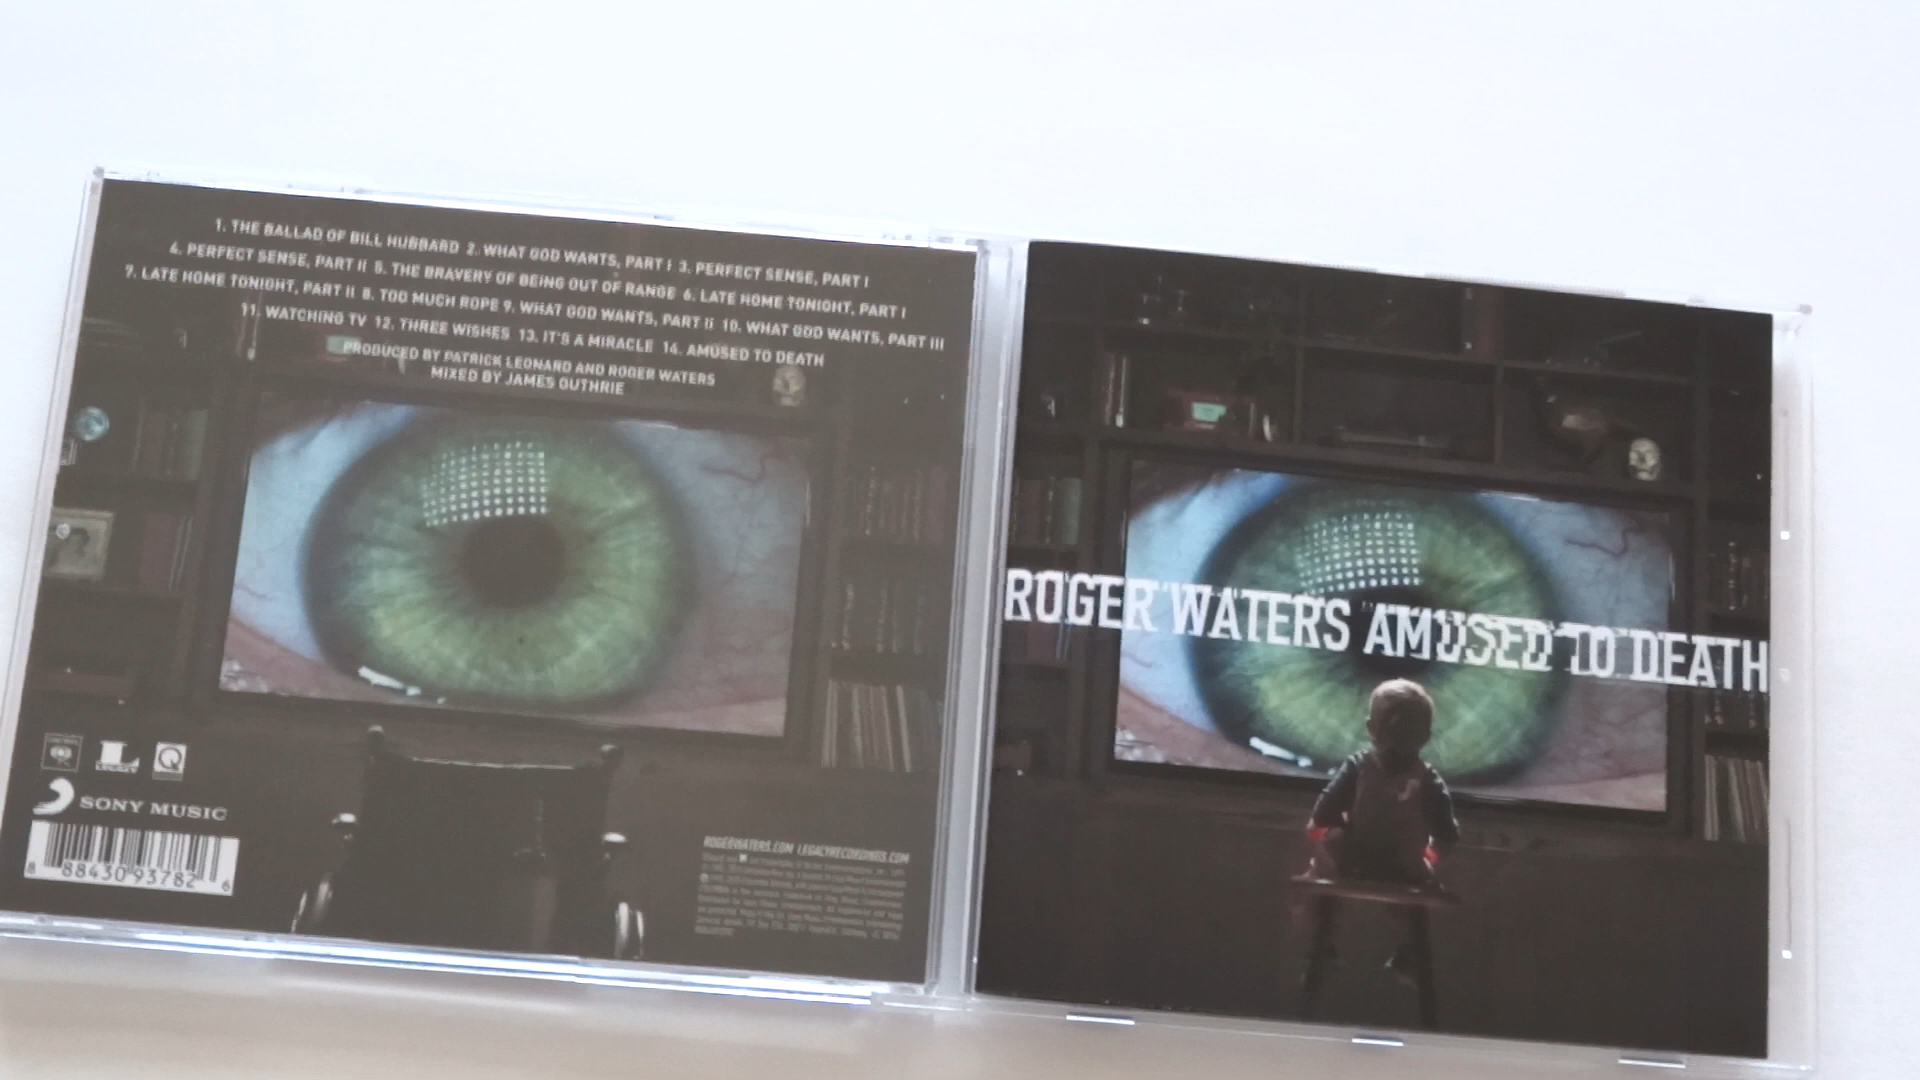 1. THE BALLAD OF BILL HUBBARD 2. WHAT GOD WANTS, PART I 3. PERFECT SENSE, PART I
4. PERFECT SENSE, PART II 5. THE BRAVERY OF BEING OUT OF RANGE 6. LATE HOME TONIGHT, PART I
7. LATE HOME TONIGHT, PART II 8. TOO MUCH ROPE 9. WHAT GOD WANTS, PART II 10. WHAT GOD WANTS, PART III
11. WATCHING TV 12. THREE WISHES 13. IT'S A MIRACLE 14. AMUSED TO DEATH
PRODUCED BY PATRICK LEONARD AND ROGER WATERS
MIXED BY JAMES GUTHRIE
SONY MUSIC
8 88430 93782 6
ROGERWATERS.COM LEGACYRECORDINGS.COM
ROGER WATERS AMUSED TO DEATH